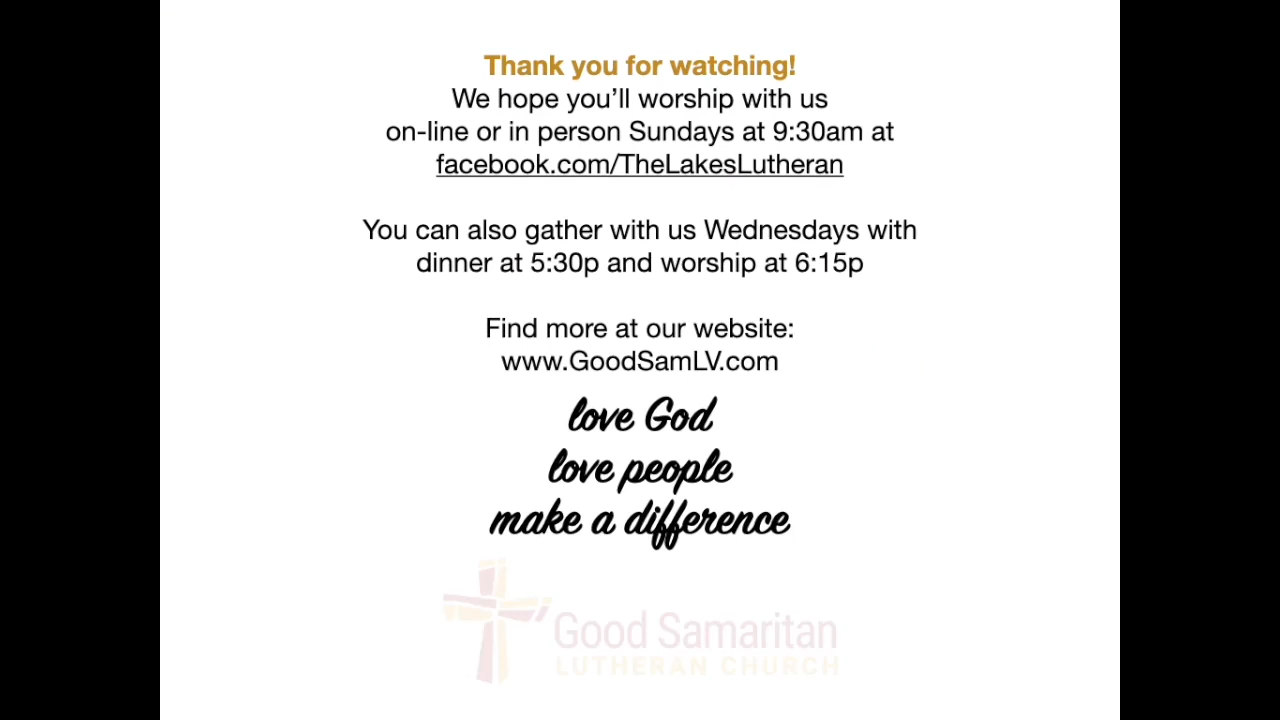 Thank you for watching!
We hope you’ll worship with us
on-line or in person Sundays at 9:30am at
facebook.com/TheLakesLutheran
You can also gather with us Wednesdays with
dinner at 5:30p and worship at 6:15p
Find more at our website:
www.GoodSamLV.com
love God
love people
make a difference
Good Samaritan
LUTHERAN CHURCH